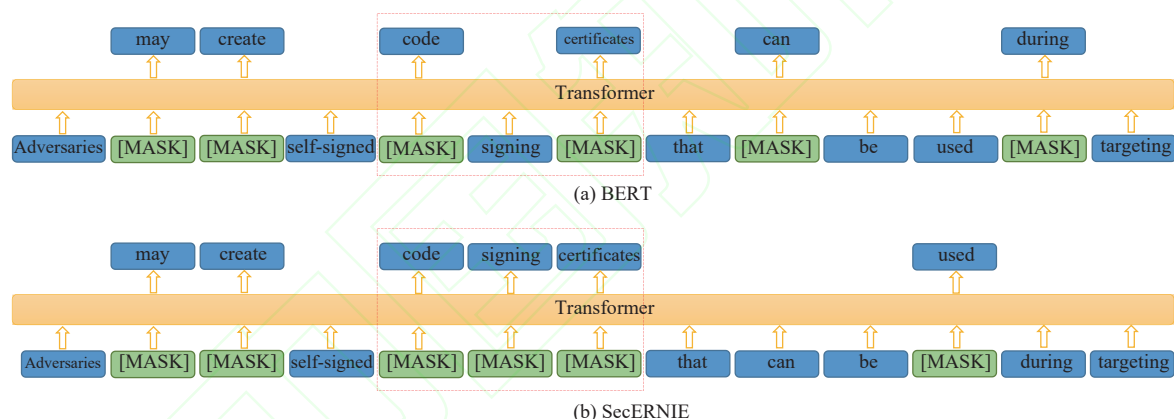 may create code certificates can during
Transformer
Adversaries [MASK] [MASK] self-signed [MASK] signing [MASK] that [MASK] be used [MASK] targeting
(a) BERT
may create code signing certificates used
Transformer
Adversaries [MASK] [MASK] self-signed [MASK] [MASK] [MASK] that can be [MASK] during targeting
(b) SecERNIE